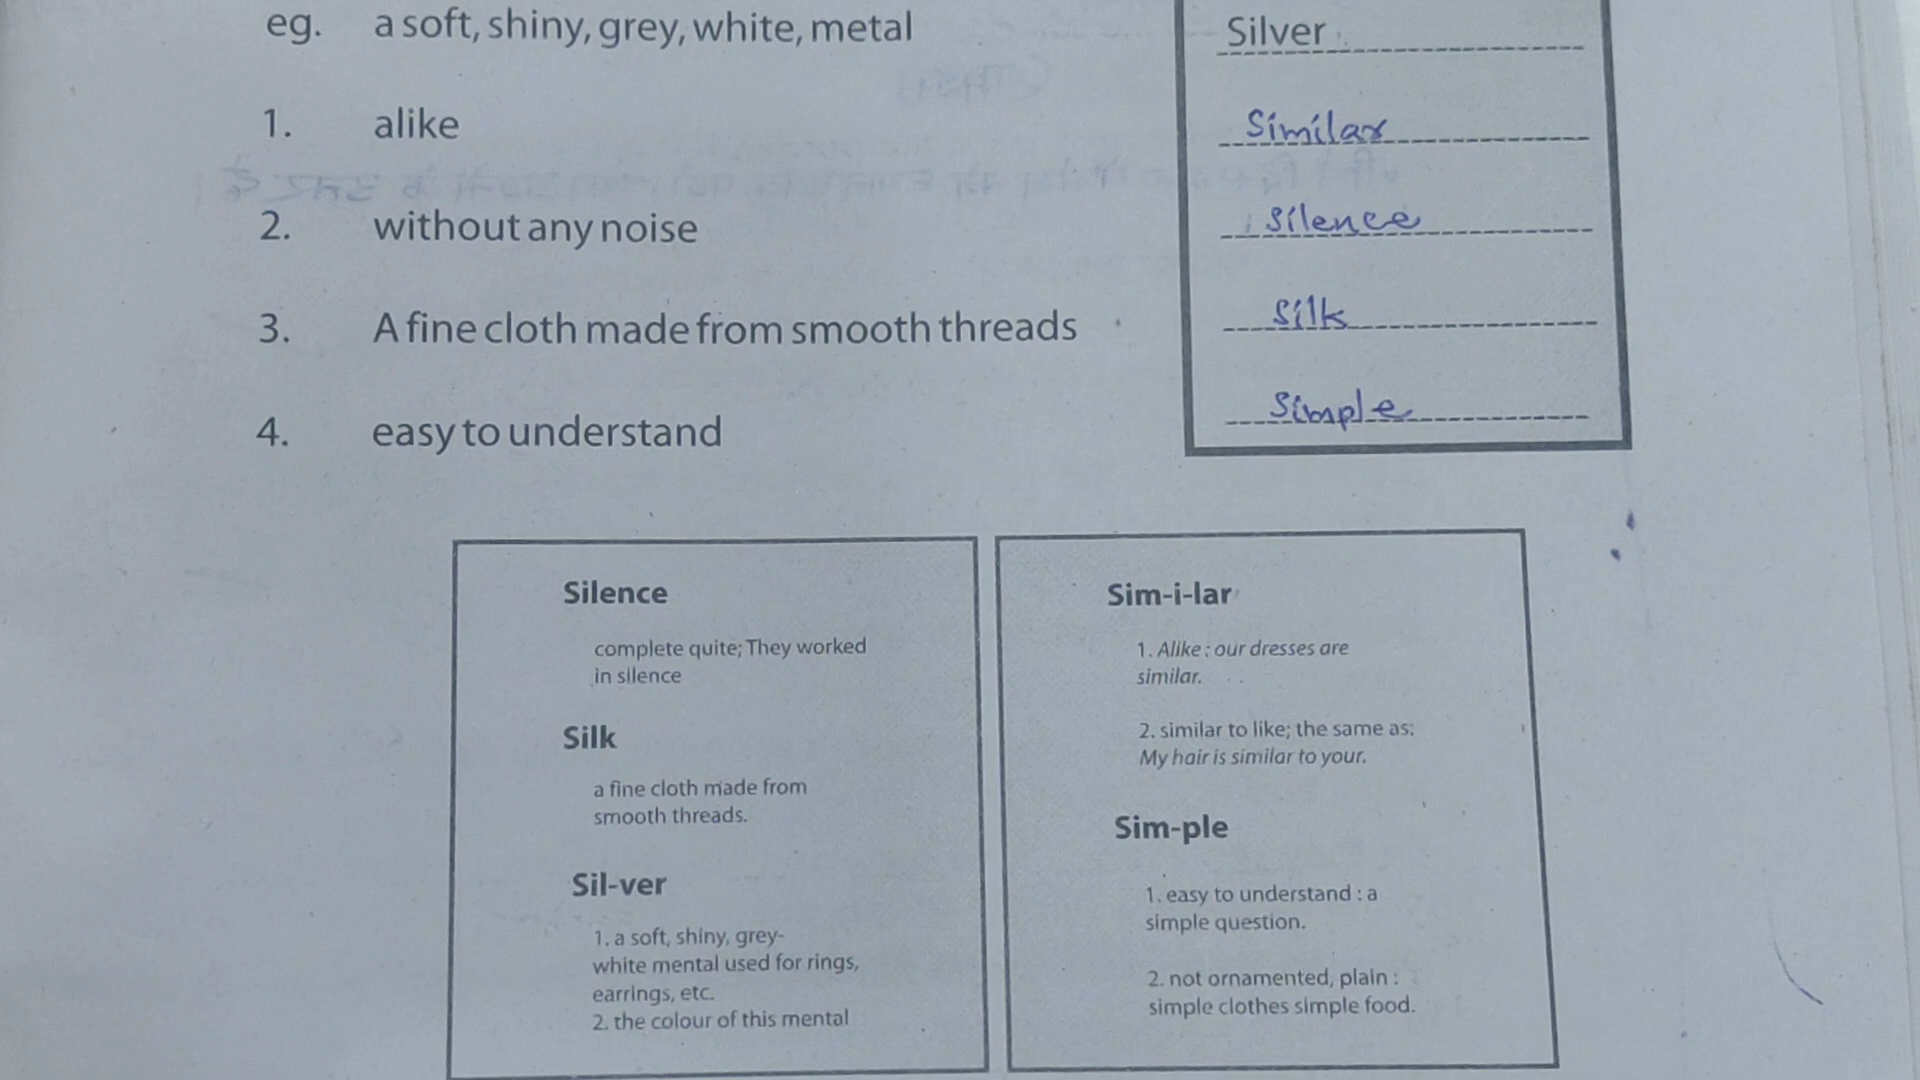 eg. a soft, shiny, grey, white, metal Silver
1. alike Similar
2. without any noise Silence
3. A fine cloth made from smooth threads Silk
4. easy to understand Simple
Silence
complete quite; They worked
in silence
Silk
a fine cloth made from
smooth threads.
Sil-ver
1. a soft, shiny, grey-
white mental used for rings,
earrings, etc.
2. the colour of this mental
Sim-i-lar
1. Alike : our dresses are
similar.
2. similar to like; the same as:
My hair is similar to your.
Sim-ple
1. easy to understand : a
simple question.
2. not ornamented, plain :
simple clothes simple food.